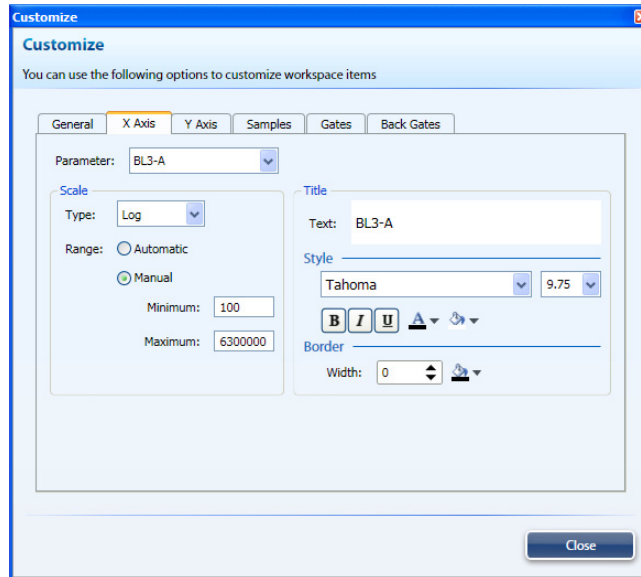 Customize
Customize
You can use the following options to customize workspace items
General X Axis Y Axis Samples Gates Back Gates
Parameter: BL3-A
Scale
Type: Log
Range: Automatic
Manual
Minimum: 100
Maximum: 6300000
Title
Text: BL3-A
Style
Tahoma 9.75
B I U A
Border
Width: 0
Close